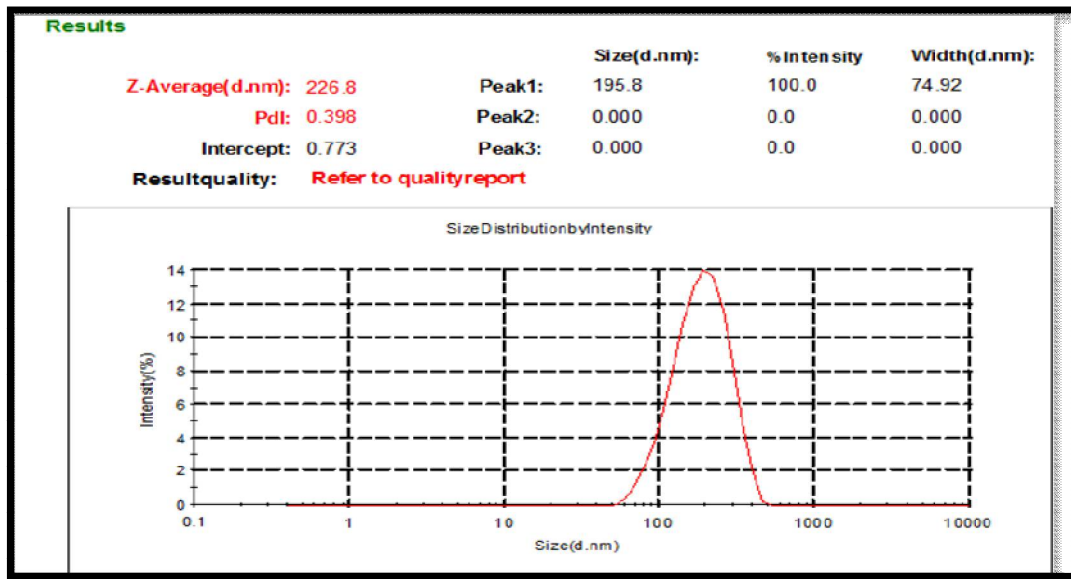 Results
Size(d.nm): %Intensity Width(d.nm):
Z-Average(d.nm): 226.8 Peak1: 195.8 100.0 74.92
PdI: 0.398 Peak2: 0.000 0.0 0.000
Intercept: 0.773 Peak3: 0.000 0.0 0.000
Resultquality: Refer to qualityreport
SizeDistributionbyIntensity
14
12
10
8
6
4
2
0
Intensity(%)
0.1 1 10 100 1000 10000
Size(d.nm)